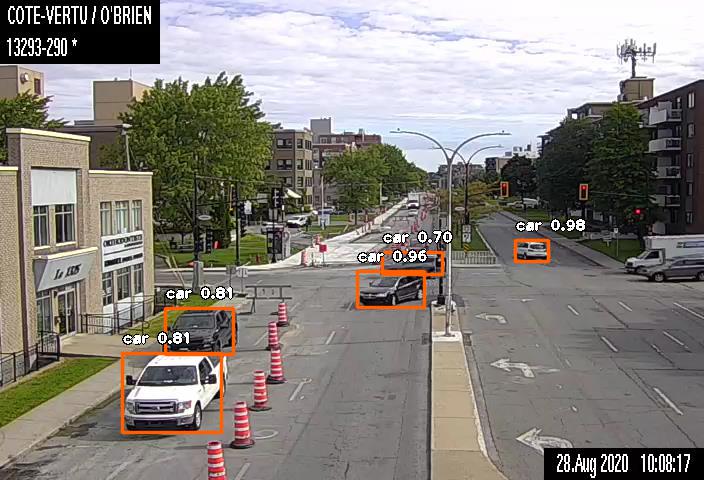 COTE-VERTU / O'BRIEN
13293-290 *
car 0.98
car 0.70
car 0.96
car 0.81
car 0.81
28.Aug 2020 10:08:17